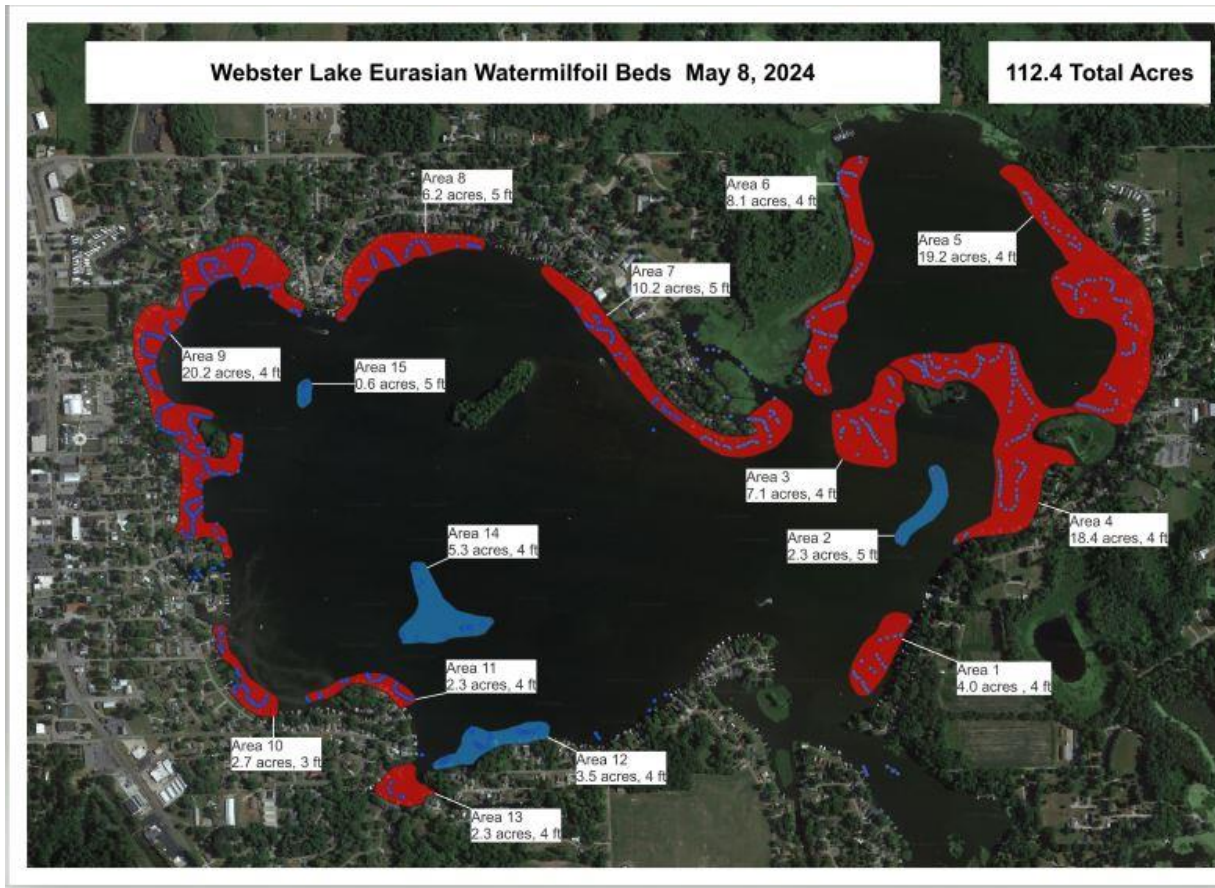 Webster Lake Eurasian Watermilfoil Beds May 8, 2024
112.4 Total Acres
Area 8
6.2 acres, 5 ft
Area 6
8.1 acres, 4 ft
Area 5
19.2 acres, 4 ft
Area 7
10.2 acres, 5 ft
Area 9
20.2 acres, 4 ft
Area 15
0.6 acres, 5 ft
Area 3
7.1 acres, 4 ft
Area 4
18.4 acres, 4 ft
Area 2
2.3 acres, 5 ft
Area 14
5.3 acres, 4 ft
Area 11
2.3 acres, 4 ft
Area 1
4.0 acres , 4 ft
Area 10
2.7 acres, 3 ft
Area 12
3.5 acres, 4 ft
Area 13
2.3 acres, 4 ft